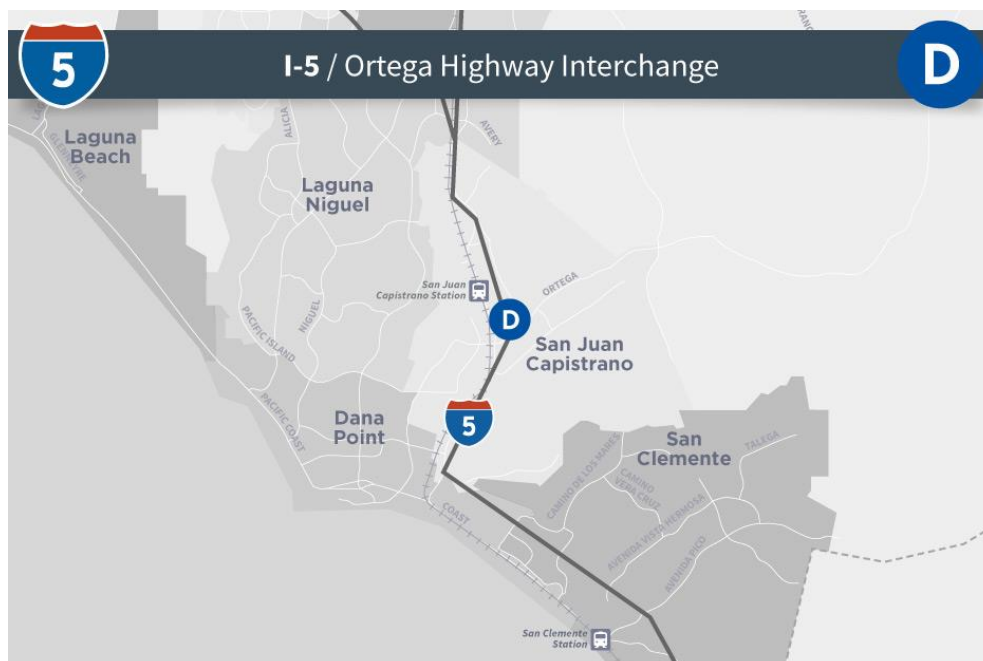 5
I-5 / Ortega Highway Interchange
D
Laguna
Beach
GLENNEYRE
ALICIA
AVERY
Laguna
Niguel
San Juan
Capistrano Station
ORTEGA
D
NIGUEL
PACIFIC ISLAND
San Juan
Capistrano
PACIFIC COAST
Dana
Point
5
San
Clemente
TALEGA
CAMINO DE LOS MARES
CAMINO
VERA CRUZ
COAST
AVENIDA VISTA HERMOSA
AVENIDA PICO
San Clemente
Station